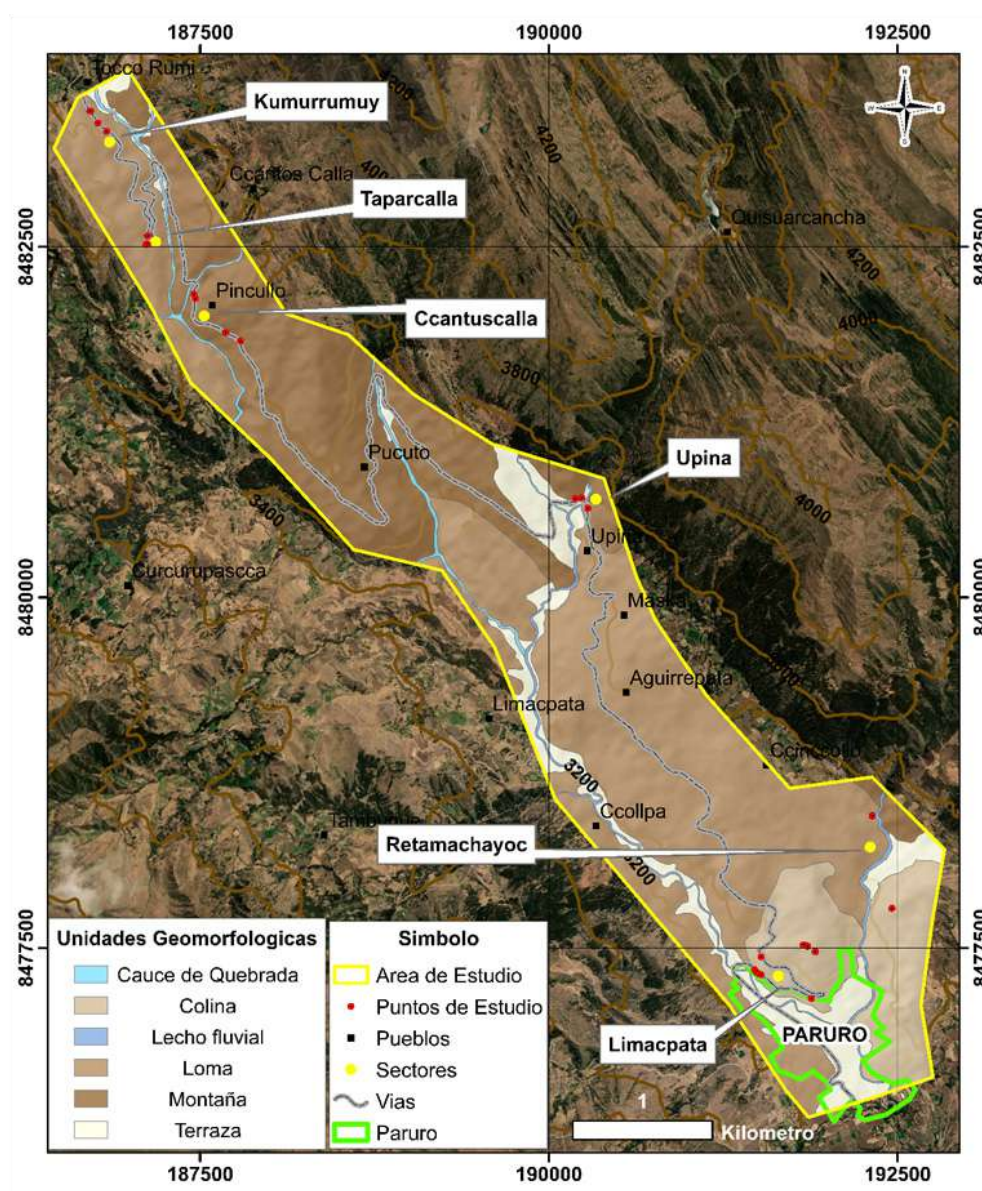 187500 190000 192500
Tocco Rumi
Kumurrumuy
4200
4200
Ccantos Calla
400
Taparcalla
Quisuarcancha
8482500 8482500
4200
Pincullo
Ccantuscalla
4000
3800
Pucuto
Upina
3400
4000
Upina
Curcurupascca
8480000 8480000
Maska
Aguirrepata
Limacpata
Ccinccollo
3200
Ccollpa
Retamachayoc
3200
8477500 8477500
PARURO
Limacpata
Unidades Geomorfologicas
Cauce de Quebrada
Colina
Lecho fluvial
Loma
Montaña
Terraza
Simbolo
Area de Estudio
Puntos de Estudio
Pueblos
Sectores
Vias
Paruro
1
Kilometro
187500 190000 192500